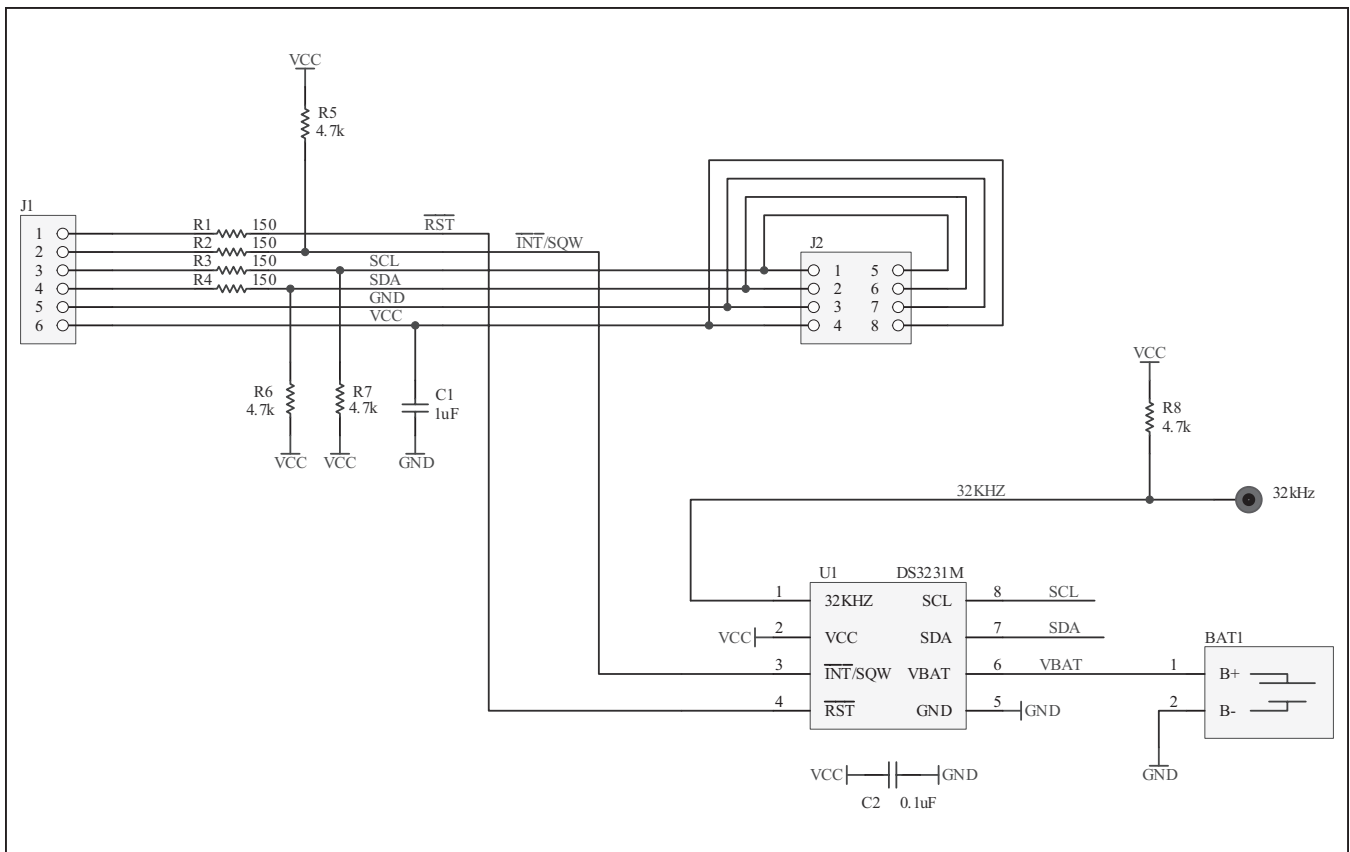 VCC
R5
4.7k
J1
1
2
3
4
5
6
R1 150
R2 150
R3 150
R4 150
RST
INT/SQW
SCL
SDA
GND
VCC
J2
1 5
2 6
3 7
4 8
R6
4.7k
R7
4.7k
C1
1uF
VCC
VCC
GND
VCC
R8
4.7k
32KHZ
32kHz
U1 DS3231M
1 32KHZ SCL 8 SCL
VCC 2 VCC SDA 7 SDA
3 INT/SQW VBAT 6 VBAT
4 RST GND 5 GND
BAT1
1 B+
2 B-
GND
VCC GND
C2 0.1uF